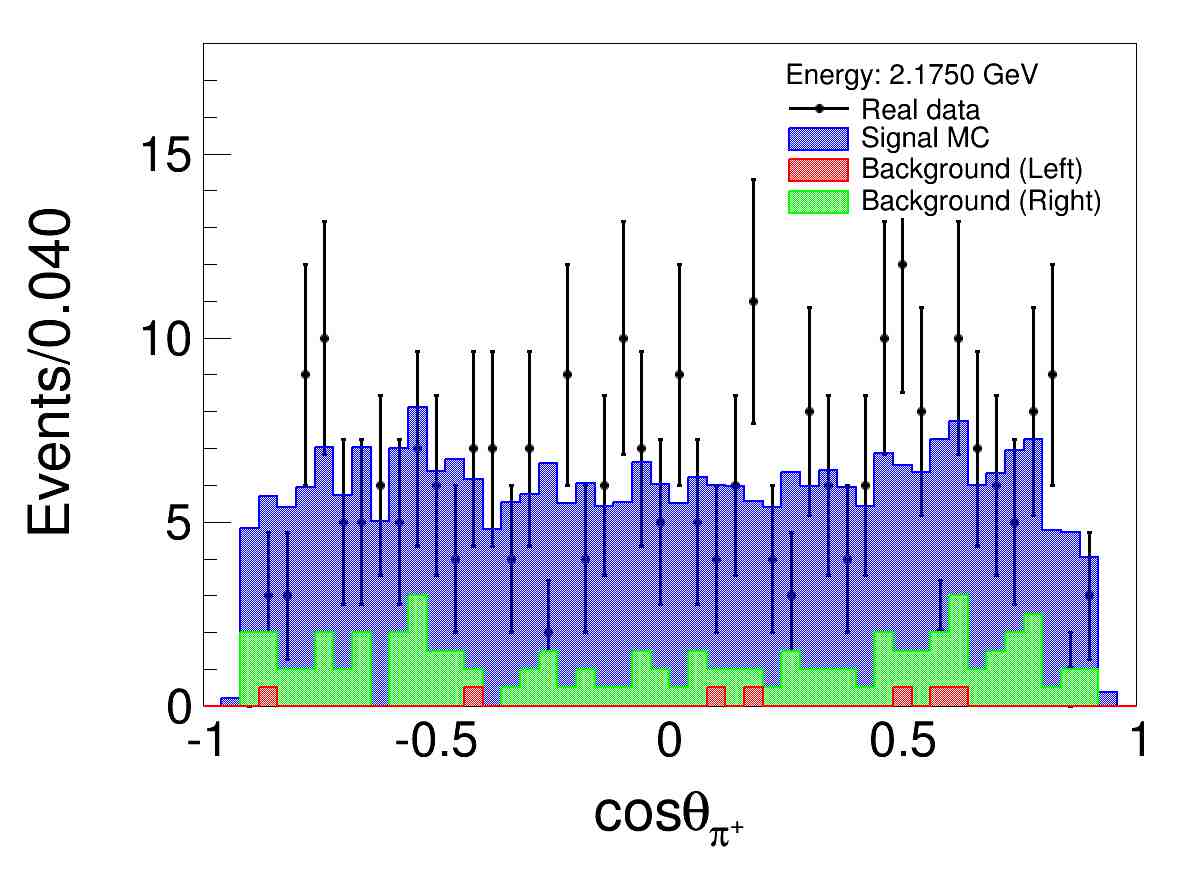 Energy: 2.1750 GeV
Real data
Signal MC
Background (Left)
Background (Right)
Events/0.040
15
10
5
0
-1
-0.5
0
0.5
1
cosθπ+